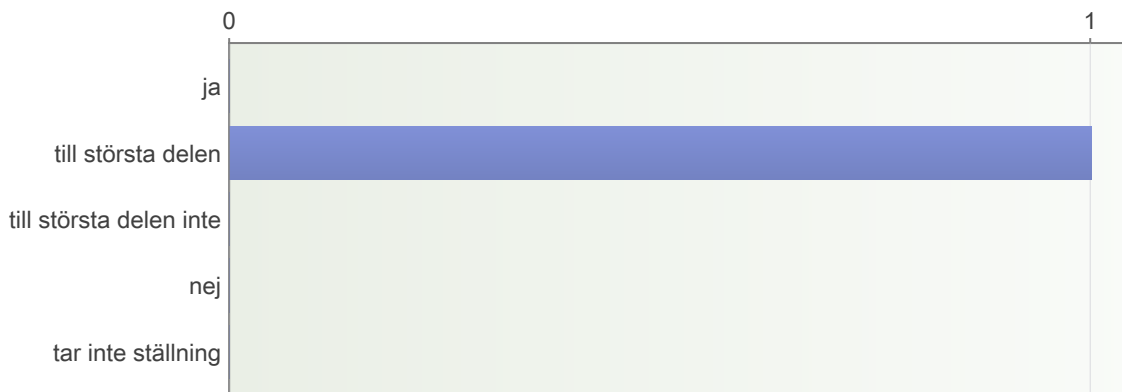 0 1
ja
till största delen
till största delen inte
nej
tar inte ställning